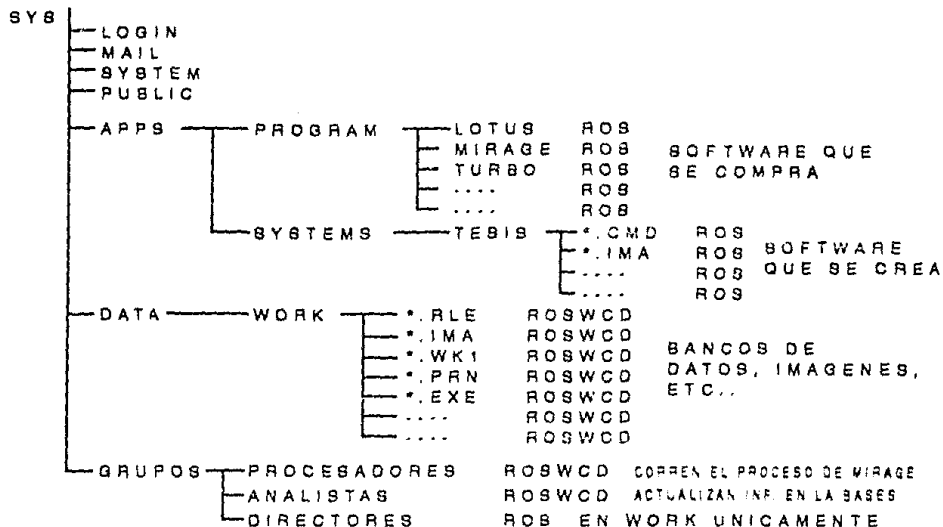 SYS
LOGIN
MAIL
SYSTEM
PUBLIC
APPS PROGRAM LOTUS ROS
MIRAGE ROS SOFTWARE QUE
TURBO ROS SE COMPRA
.... ROS
.... ROS
SYSTEMS TESIS *.CMD ROS
*.IMA ROS SOFTWARE
.... ROS QUE SE CREA
.... ROS
DATA WORK *.RLE ROSWCD
*.IMA ROSWCD
*.WK1 ROSWCD BANCOS DE
*.PRN ROSWCD DATOS, IMAGENES,
*.EXE ROSWCD ETC..
.... ROSWCD
.... ROSWCD
GRUPOS PROCESADORES ROSWCD CORREN EL PROCESO DE MIRAGE
ANALISTAS ROSWCD ACTUALIZAN INF. EN LA BASES
DIRECTORES ROS EN WORK UNICAMENTE